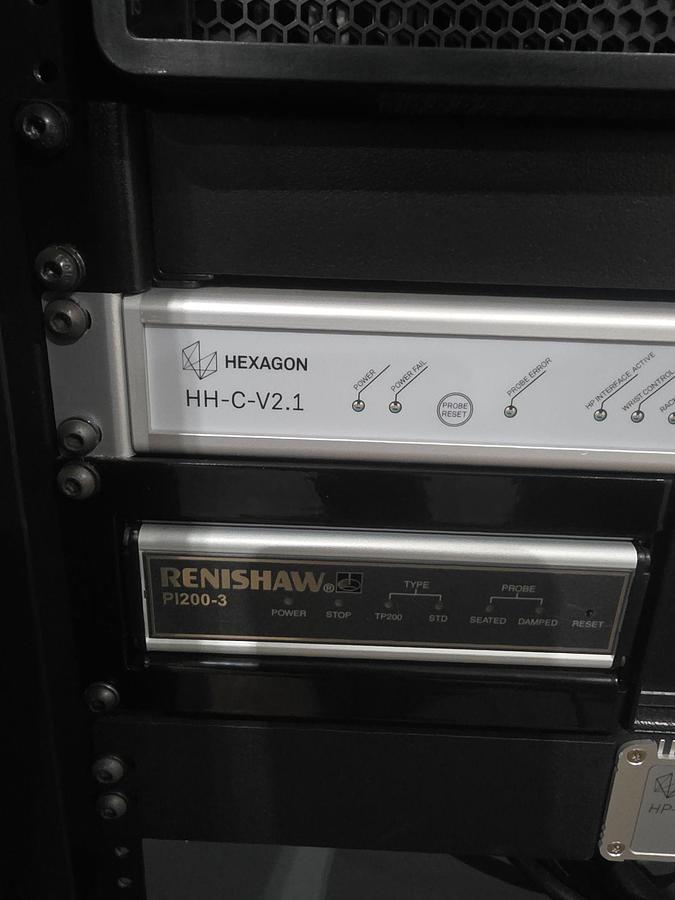 HEXAGON
HH-C-V2.1
POWER
POWER FAIL
PROBE
RESET
PROBE ERROR
HP INTERFACE ACTIVE
WRIST CONTROL
RENISHAW®
PI200-3
POWER
STOP
TYPE
TP200
STD
PROBE
SEATED
DAMPED
RESET
HP-